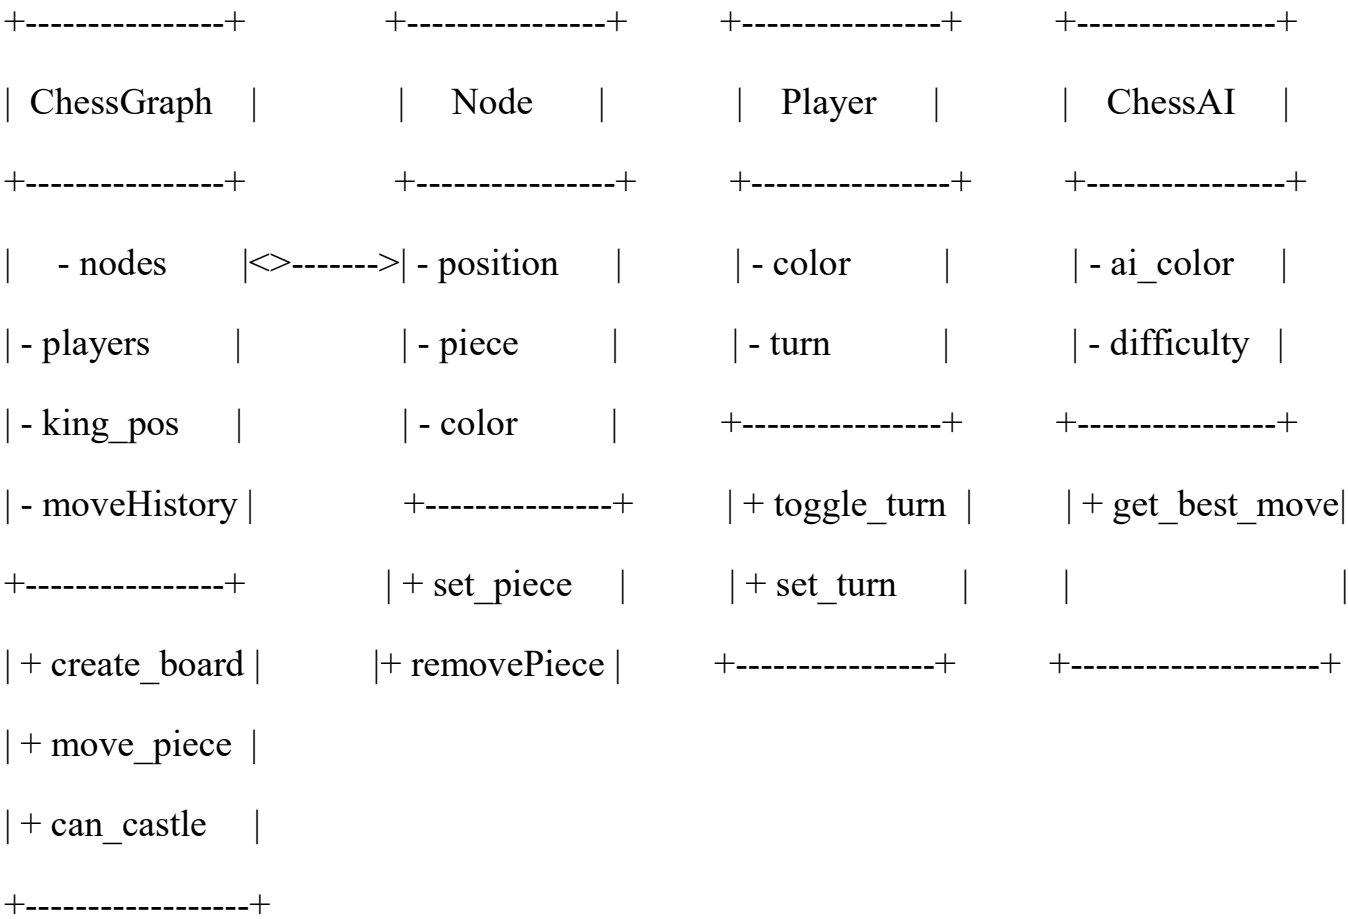 +----------------+ +----------------+ +----------------+ +----------------+
| ChessGraph | | Node | | Player | | ChessAI |
+----------------+ +----------------+ +----------------+ +----------------+
| - nodes |<>------->| - position | | - color | | - ai_color |
| - players | | - piece | | - turn | | - difficulty |
| - king_pos | | - color | +----------------+ +----------------+
| - moveHistory | +---------------+ | + toggle_turn | | + get_best_move|
+----------------+ | + set_piece | | + set_turn | | |
| + create_board | |+ removePiece | +----------------+ +--------------------+
| + move_piece |
| + can_castle |
+------------------+